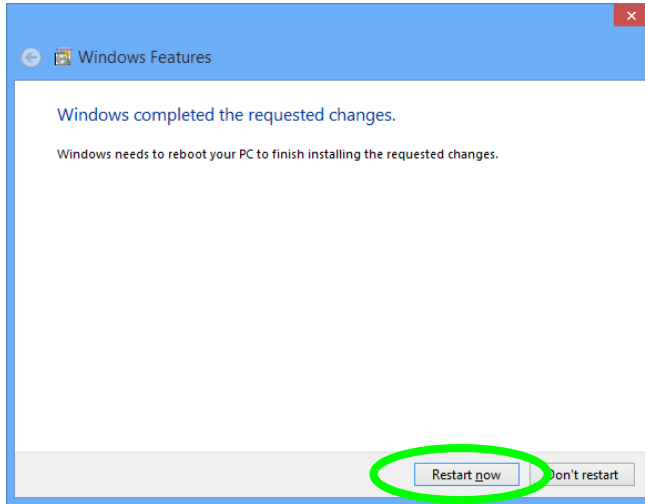 Windows Features
Windows completed the requested changes.
Windows needs to reboot your PC to finish installing the requested changes.
Restart now
Don't restart